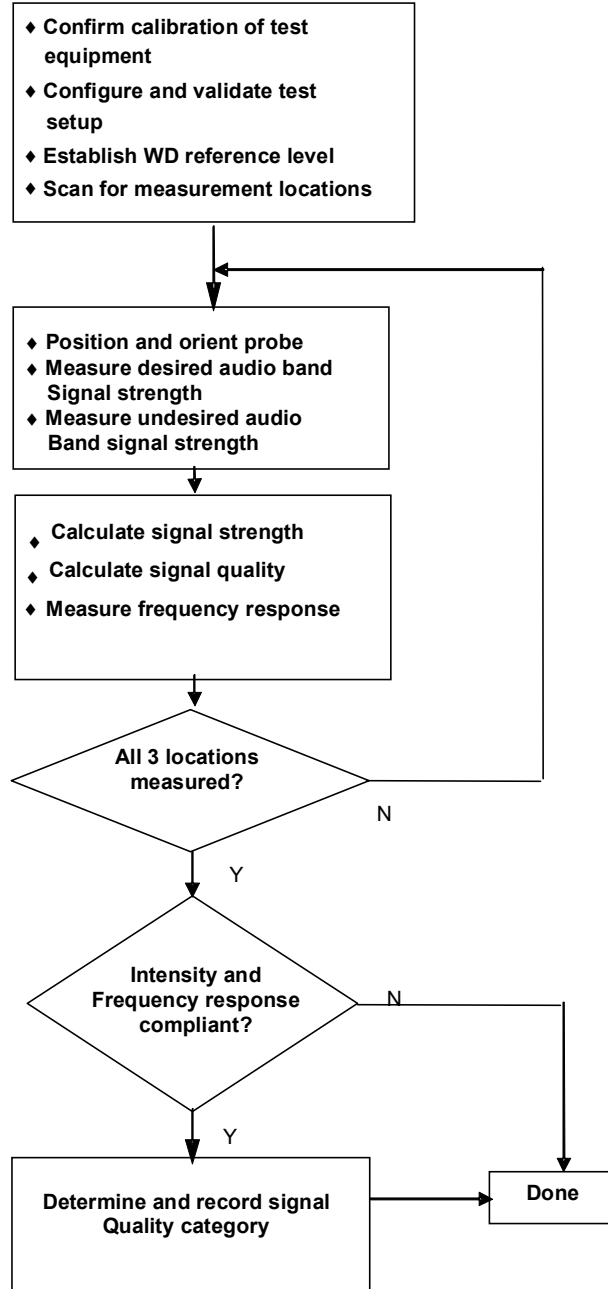 ♦ Confirm calibration of test
equipment
♦ Configure and validate test
setup
♦ Establish WD reference level
♦ Scan for measurement locations
♦ Position and orient probe
♦ Measure desired audio band
Signal strength
♦ Measure undesired audio
Band signal strength
♦ Calculate signal strength
♦ Calculate signal quality
♦ Measure frequency response
All 3 locations
measured?
N
Y
Intensity and
Frequency response
compliant?
N
Y
Determine and record signal
Quality category
Done